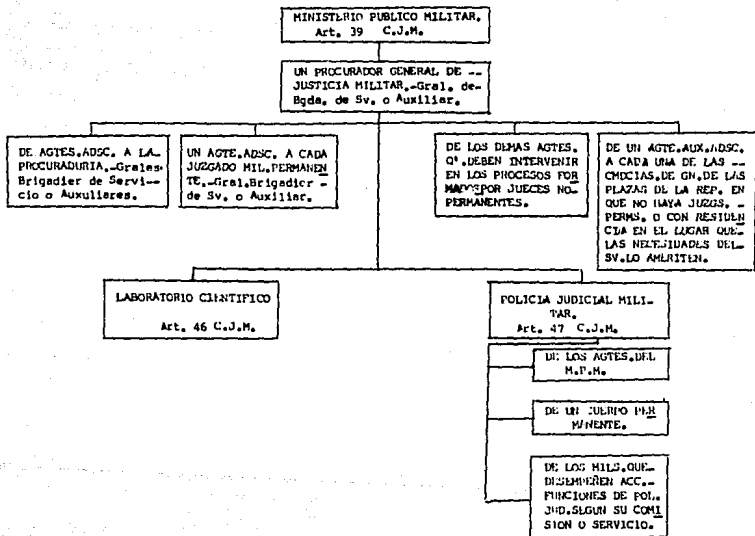 MINISTERIO PUBLICO MILITAR.
Art. 39 C.J.M.
UN PROCURADOR GENERAL DE --
JUSTICIA MILITAR.-Gral. de-
Bgda. de Sv. o Auxiliar.
DE AGTES.ADSC. A LA-
PROCURADURIA.-Grales.
Brigadier de Servi--
cio o Auxuliares.
UN AGTE.ADSC. A CADA
JUZGADO MIL.PERMANEN
TE.-Gral.Brigadier -
de Sv. o Auxiliar.
DE LOS DEMAS AGTES.
Q'.DEBEN INTERVENIR
EN LOS PROCESOS FOR
MADOS POR JUECES NO-
PERMANENTES.
DE UN AGTE.AUX.ADSC.
A CADA UNA DE LAS --
CMDCIAS.DE GN.DE LAS
PLAZAS DE LA REP. EN
QUE NO HAYA JUZGS. -
PERMS. O CON RESIDEN
CIA EN EL LUGAR QUE-
LAS NECESIDADES DEL-
SV.LO AMERITEN.
LABORATORIO CIENTIFICO
Art. 46 C.J.M.
POLICIA JUDICIAL MILI-
TAR.
Art. 47 C.J.M.
DE LOS AGTES.DEL
M.P.M.
DE UN CUERPO PER
MANENTE.
DE LOS MILS.QUE-
DESEMPEÑEN ACC.-
FUNCIONES DE POL.
JUD.SEGUN SU COMI
SION O SERVICIO.